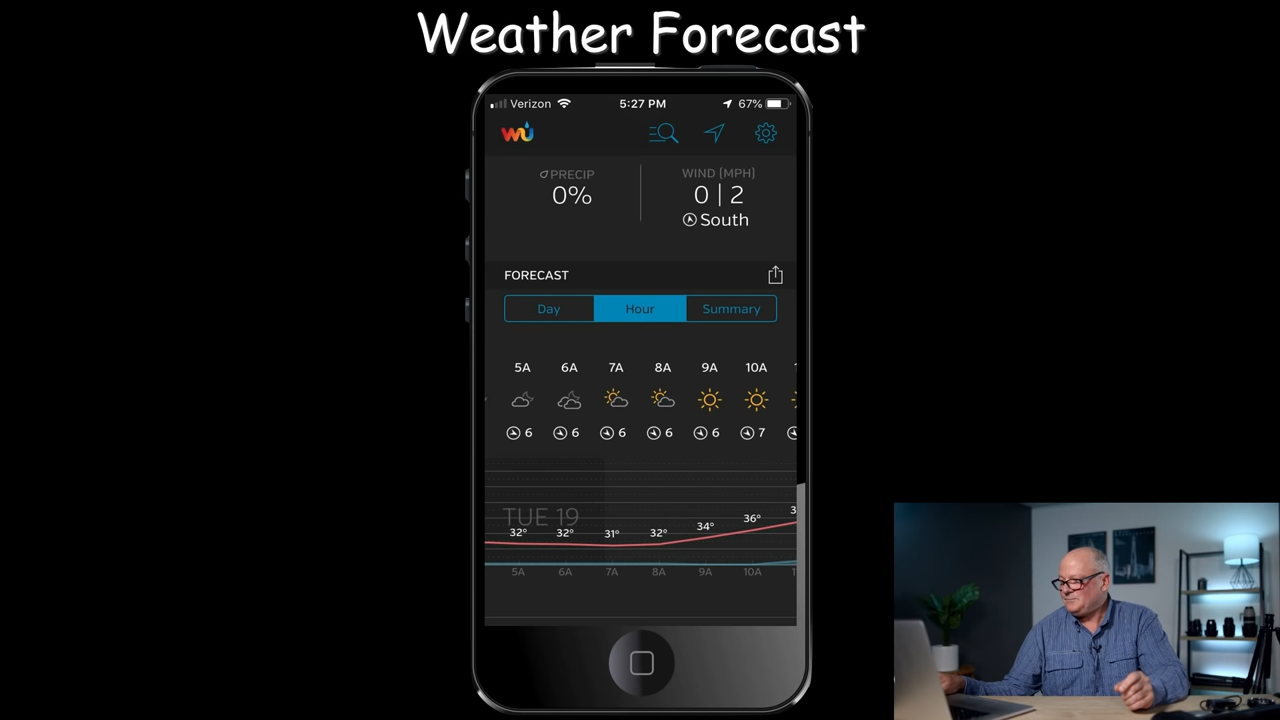 Weather Forecast
Verizon 5:27 PM 67%
wu
PRECIP WIND (MPH)
0% 0 | 2
South
FORECAST
Day Hour Summary
5A 6A 7A 8A 9A 10A
6 6 6 6 6 7
TUE 19
32° 32° 31° 32° 34° 36°
5A 6A 7A 8A 9A 10A